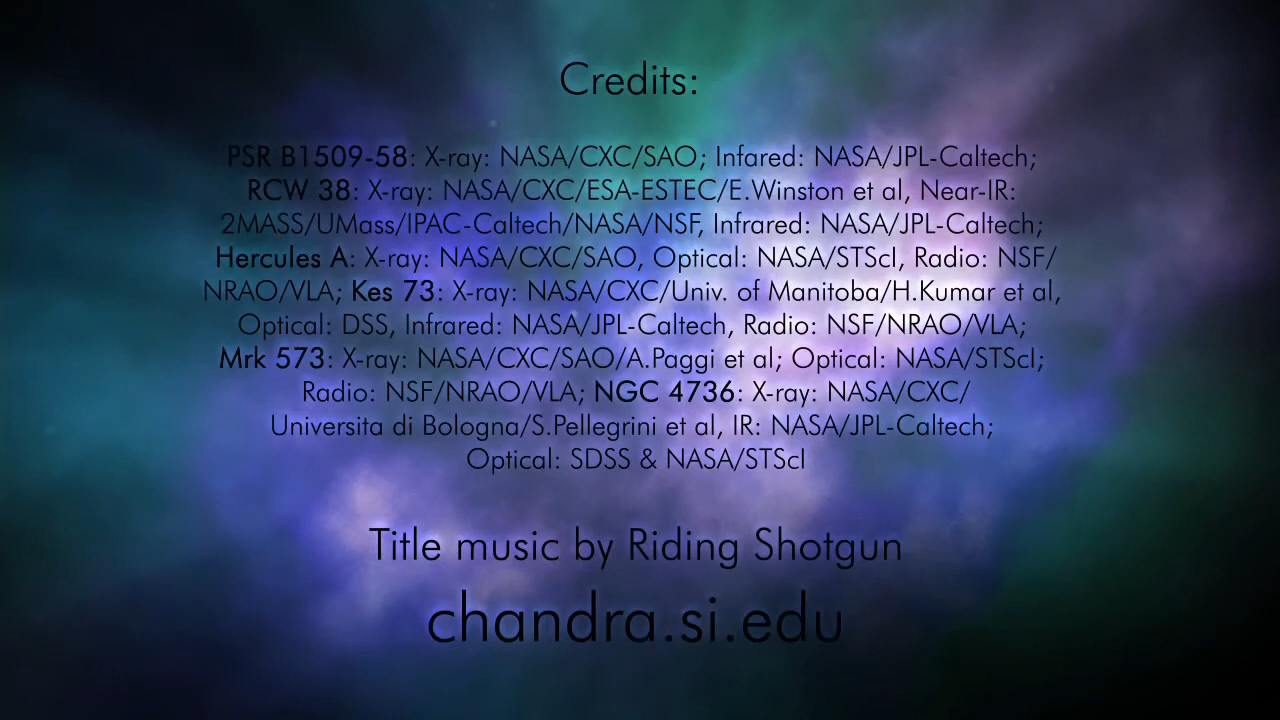 Credits:
PSR B1509-58: X-ray: NASA/CXC/SAO; Infared: NASA/JPL-Caltech;
RCW 38: X-ray: NASA/CXC/ESA-ESTEC/E.Winston et al, Near-IR:
2MASS/UMass/IPAC-Caltech/NASA/NSF, Infrared: NASA/JPL-Caltech;
Hercules A: X-ray: NASA/CXC/SAO, Optical: NASA/STScI, Radio: NSF/
NRAO/VLA; Kes 73: X-ray: NASA/CXC/Univ. of Manitoba/H.Kumar et al,
Optical: DSS, Infrared: NASA/JPL-Caltech, Radio: NSF/NRAO/VLA;
Mrk 573: X-ray: NASA/CXC/SAO/A.Paggi et al; Optical: NASA/STScI;
Radio: NSF/NRAO/VLA; NGC 4736: X-ray: NASA/CXC/
Universita di Bologna/S.Pellegrini et al, IR: NASA/JPL-Caltech;
Optical: SDSS & NASA/STScI
Title music by Riding Shotgun
chandra.si.edu